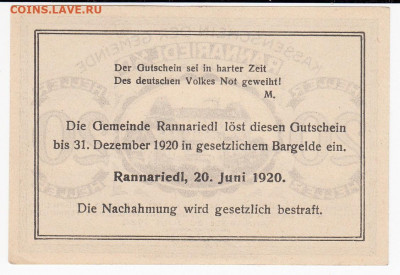 COINS.LAVE.RU
Der Gutschein sei in harter Zeit
Des deutschen Volkes Not geweiht!
M.
Die Gemeinde Rannariedl löst diesen Gutschein
bis 31. Dezember 1920 in gesetzlichem Bargelde ein.
Rannariedl, 20. Juni 1920.
Die Nachahmung wird gesetzlich bestraft.